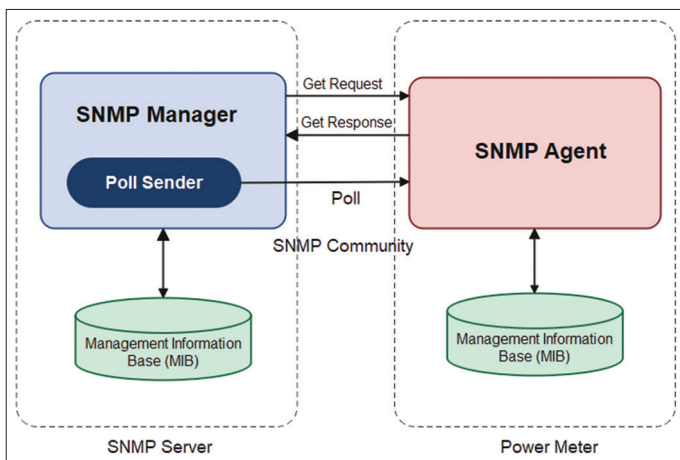 SNMP Manager
Poll Sender
Get Request
Get Response
Poll
SNMP Community
SNMP Agent
Management Information
Base (MIB)
Management Information
Base (MIB)
SNMP Server
Power Meter